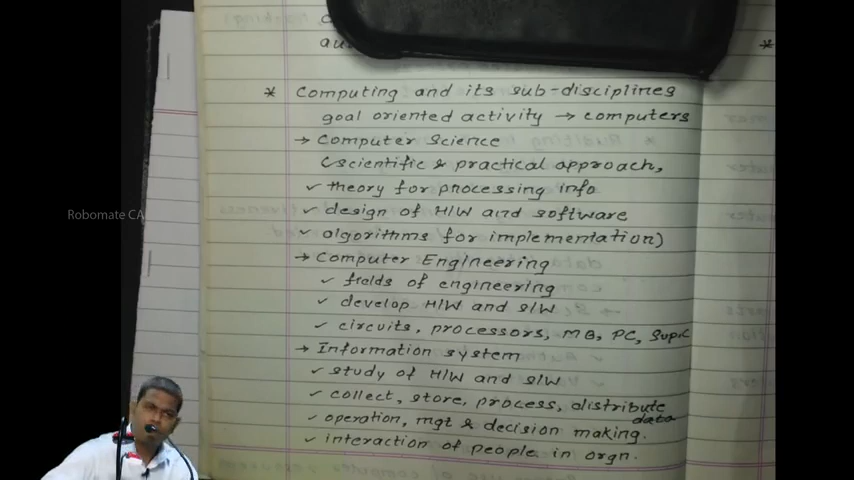 * Computing and its sub-disciplines
goal oriented activity → computers
→ Computer Science
(scientific & practical approach,
✓ theory for processing info
✓ design of H/W and software
✓ algorithms for implementation)
→ Computer Engineering
✓ fields of engineering
✓ develop H/W and S/W
✓ circuits, processors, MB, PC, Sup.C
→ Information system
✓ study of H/W and S/W
✓ collect, store, process, distribute
data
✓ operation, mgt & decision making.
✓ interaction of people in orgn.
*
Robomate CA